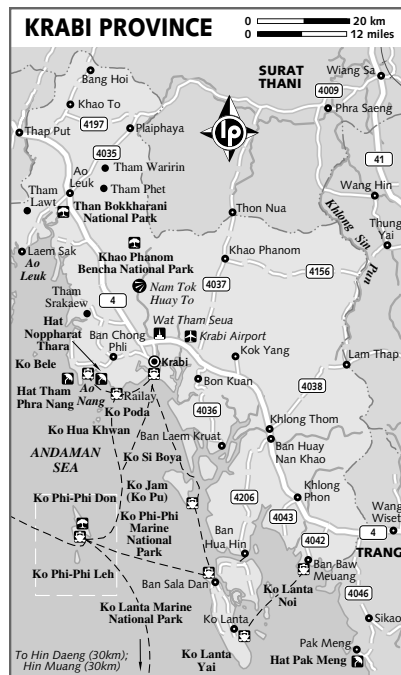 KRABI PROVINCE
0 20 km
0 12 miles
Bang Hoi
SURAT
THANI
Wiang Sa
4009
Khao To
Phra Saeng
Thap Put
4197
Plaiphaya
lp
4035
41
Ao
Leuk
Tham Waririn
Tham
Lawt
Tham Phet
Wang Hin
Than Bokkharani
National Park
Thon Nua
Khlong Sin Pun
Thung
Yai
Laem Sak
Ao
Leuk
Khao Phanom
Bencha National Park
Khao Phanom
4156
Tham
Srakaew
4
Nam Tok
Huay To
4037
Hat
Noppharat
Thara
Wat Tham Seua
Krabi Airport
Ban Chong
Phli
Kok Yang
Ko Bele
Krabi
Lam Thap
Hat Tham
Phra Nang
Ao
Nang
Railay
Bon Kuan
4038
Ko Poda
4036
Ko Hua Khwan
Khlong Thom
ANDAMAN
SEA
Ban Laem Kruat
Ban Huay
Nan Khao
Ko Si Boya
Ko Phi-Phi Don
Ko Jam
(Ko Pu)
4206
Khlong
Phon
Ko Phi-Phi
Marine
National
Park
4043
Wang
Wiset
Ban
Hua Hin
4042
4
TRANG
Ko Phi-Phi Leh
Ban Baw
Meuang
Ban Sala Dan
Ko Lanta
Noi
4046
Ko Lanta Marine
National Park
Ko Lanta
Sikao
To Hin Daeng (30km);
Hin Muang (30km)
Ko Lanta
Yai
Pak Meng
Hat Pak Meng